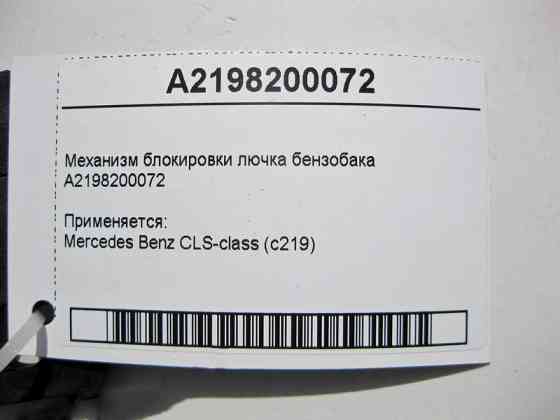 A2198200072
Механизм блокировки лючка бензобака
A2198200072
Применяется:
Mercedes Benz CLS-class (c219)